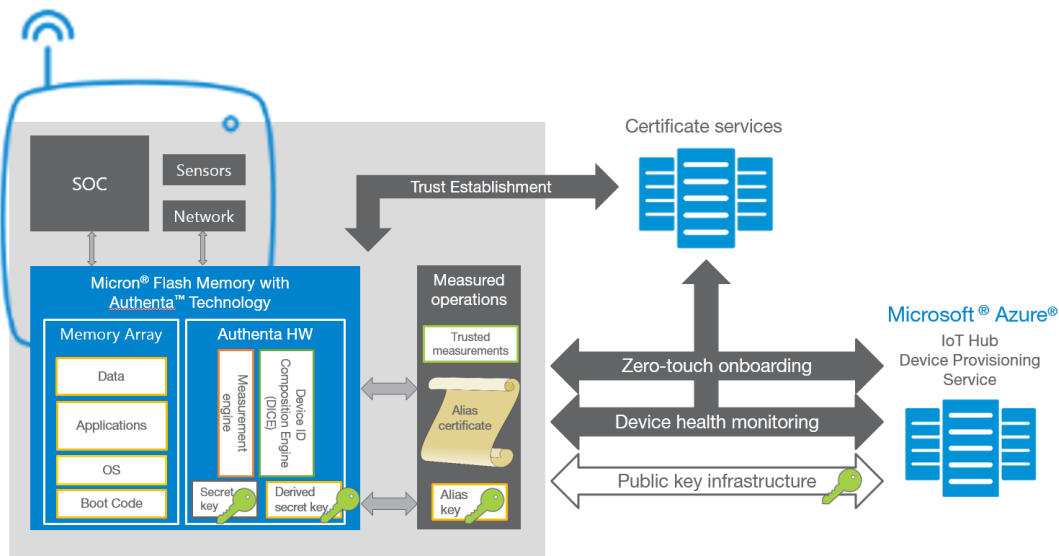 Certificate services
SOC
Sensors
Network
Trust Establishment
Micron® Flash Memory with
Authenta™ Technology
Memory Array
Data
Applications
OS
Boot Code
Authenta HW
Measurement
engine
Device ID
Composition Engine
(DICE)
Secret
key
Derived
secret key
Measured
operations
Trusted
measurements
Alias
certificate
Alias
key
Zero-touch onboarding
Device health monitoring
Public key infrastructure
Microsoft ® Azure®
IoT Hub
Device Provisioning
Service